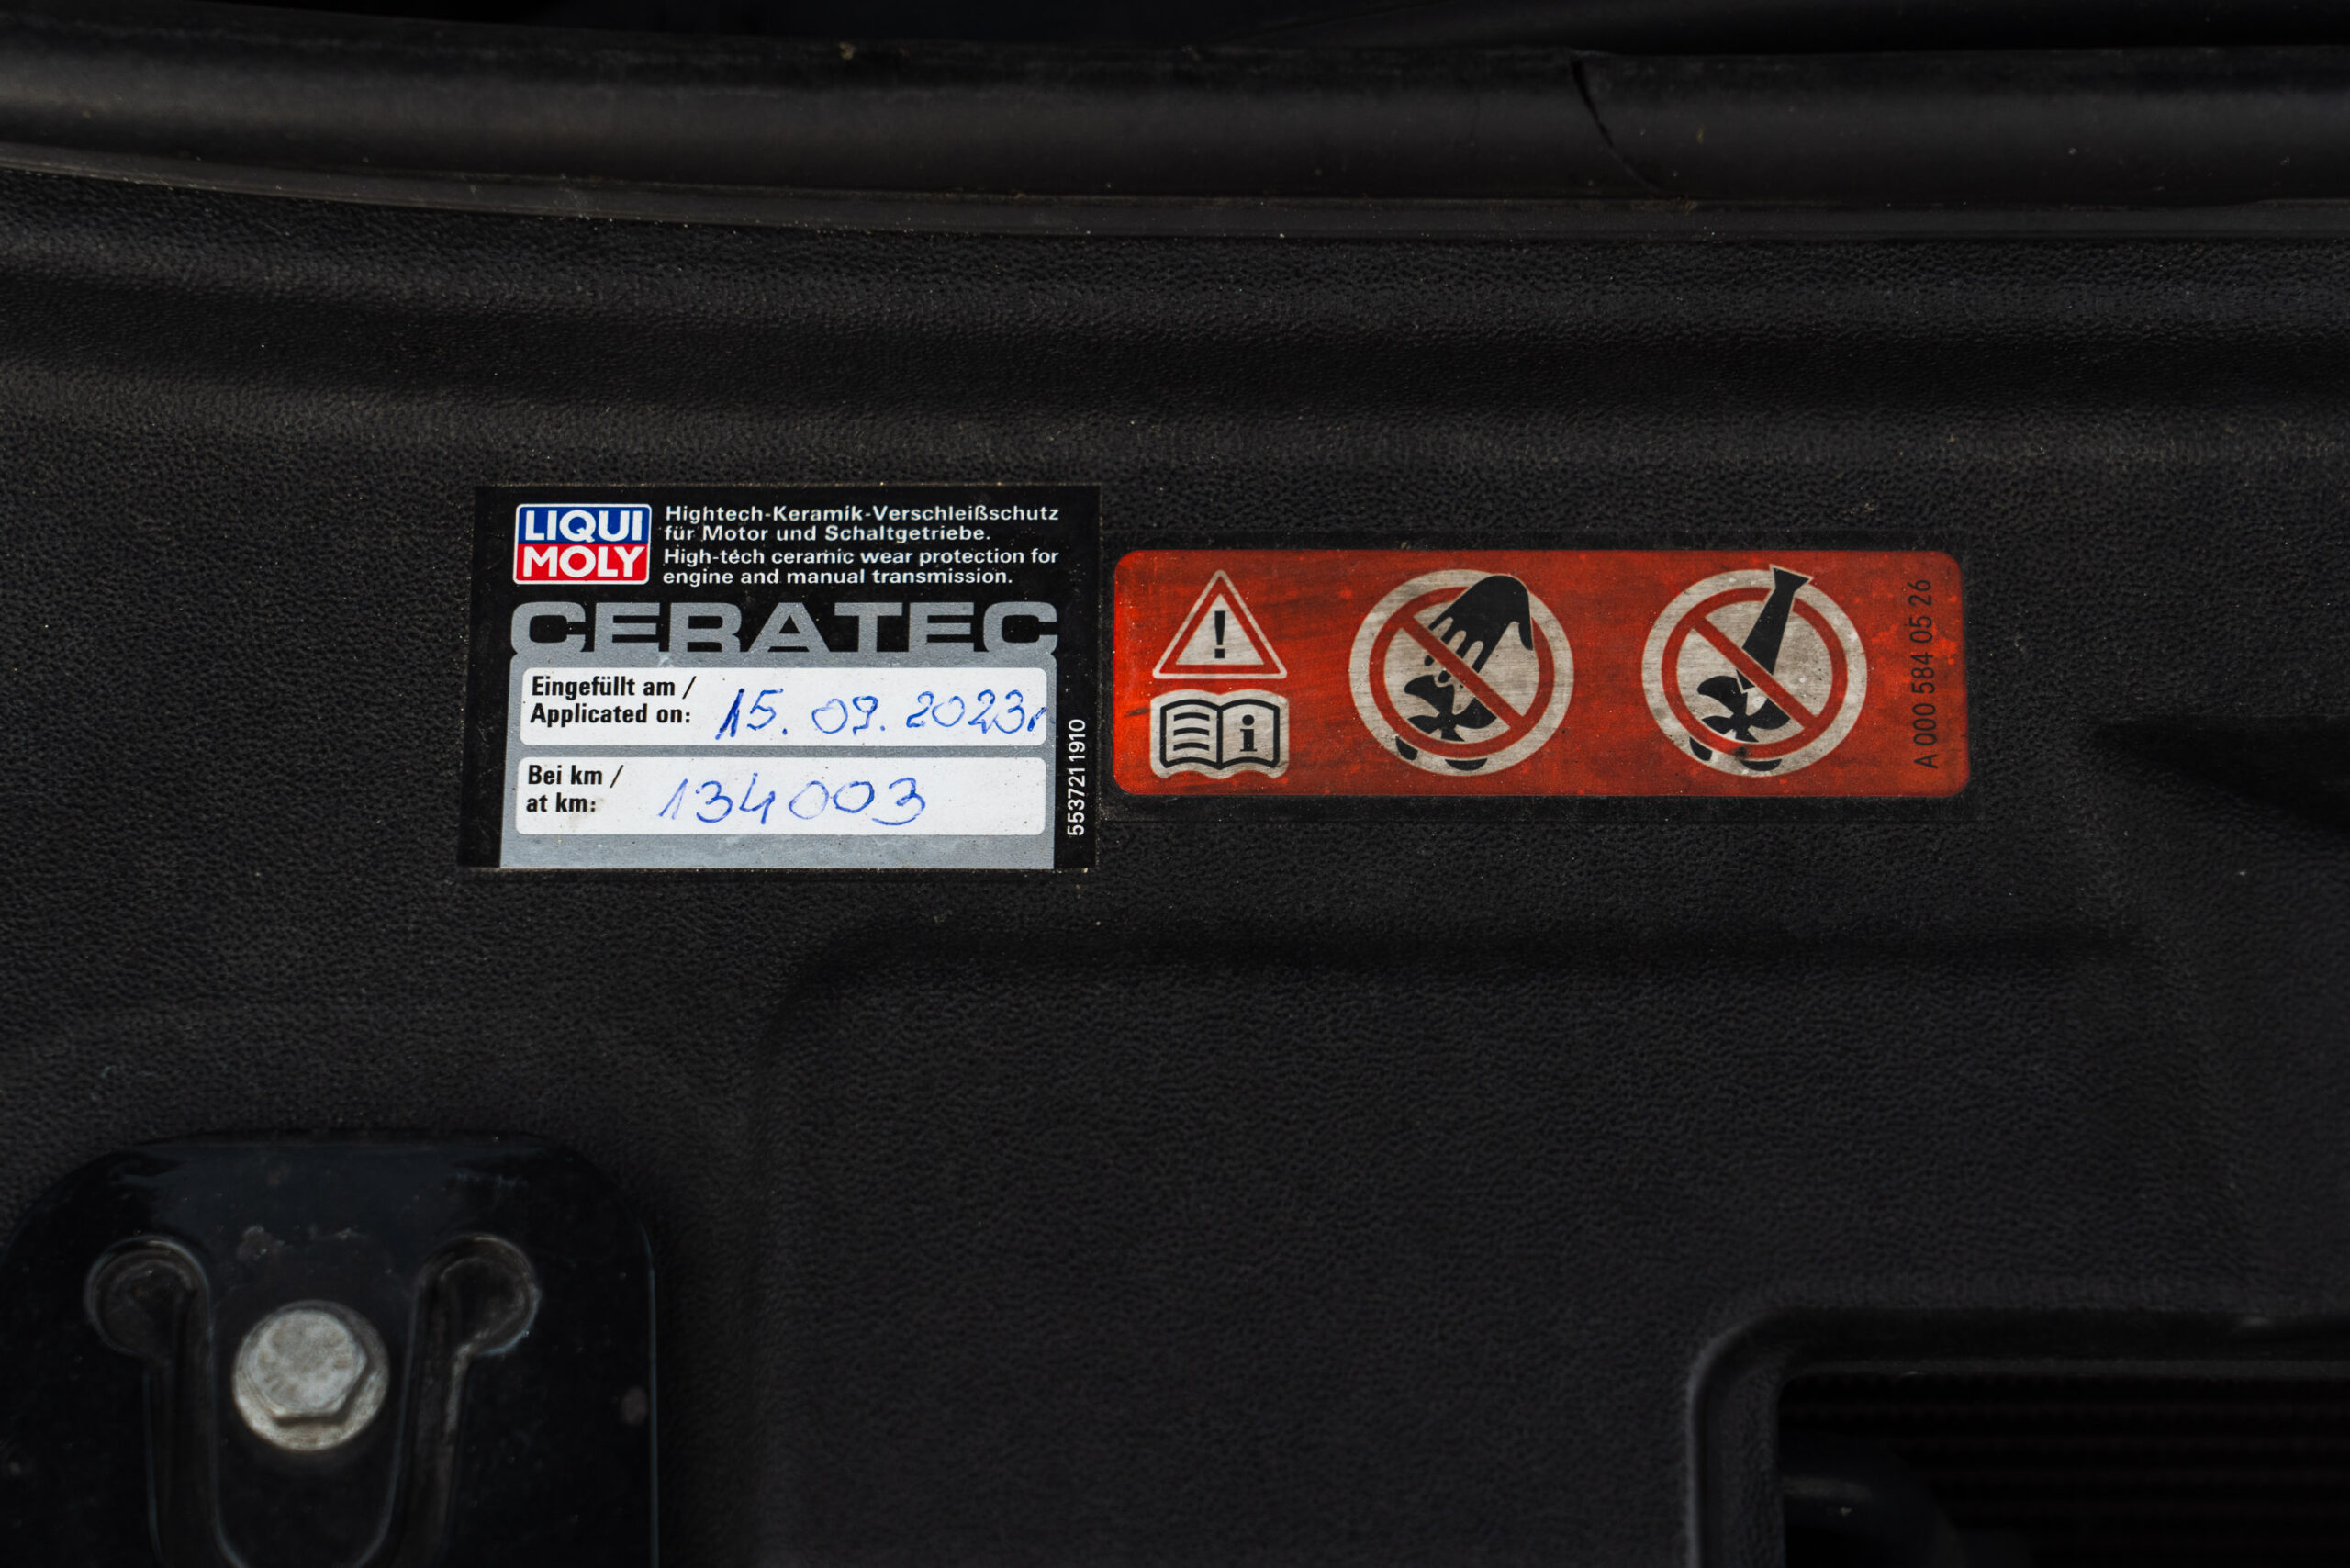 LIQUI
MOLY
Hightech-Keramik-Verschleißschutz
für Motor und Schaltgetriebe.
High-tech ceramic wear protection for
engine and manual transmission.
CERATEC
Eingefüllt am /
Applicated on: 15. 09. 2023.
Bei km /
at km: 134003
5537211910
A 000 584 05 26